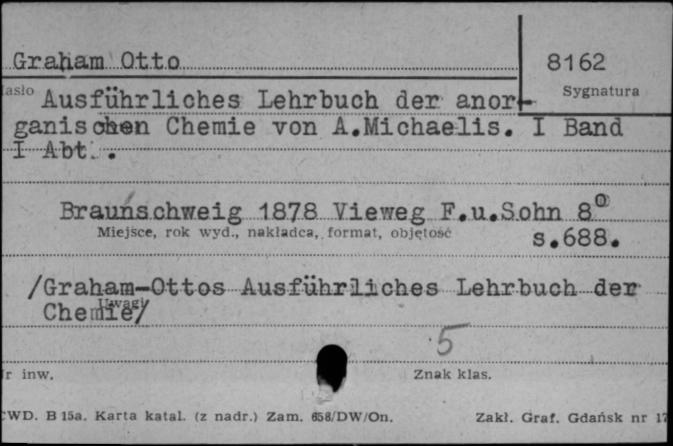 Graham Otto
8162
asło
Sygnatura
Ausführliches Lehrbuch der anor-
ganischen Chemie von A.Michaelis. I Band
I Abt. .
Braunschweig 1878 Vieweg F.u.Sohn 8°
Miejsce, rok wyd., nakładca, format, objętość
s.688.
/Graham-Ottos Ausführliches Lehrbuch der
Uwagi
Chemie/
5
r inw.
Znak klas.
CWD. B 15a. Karta katal. (z nadr.) Zam. 658/DW/On.
Zakł. Graf. Gdańsk nr 17